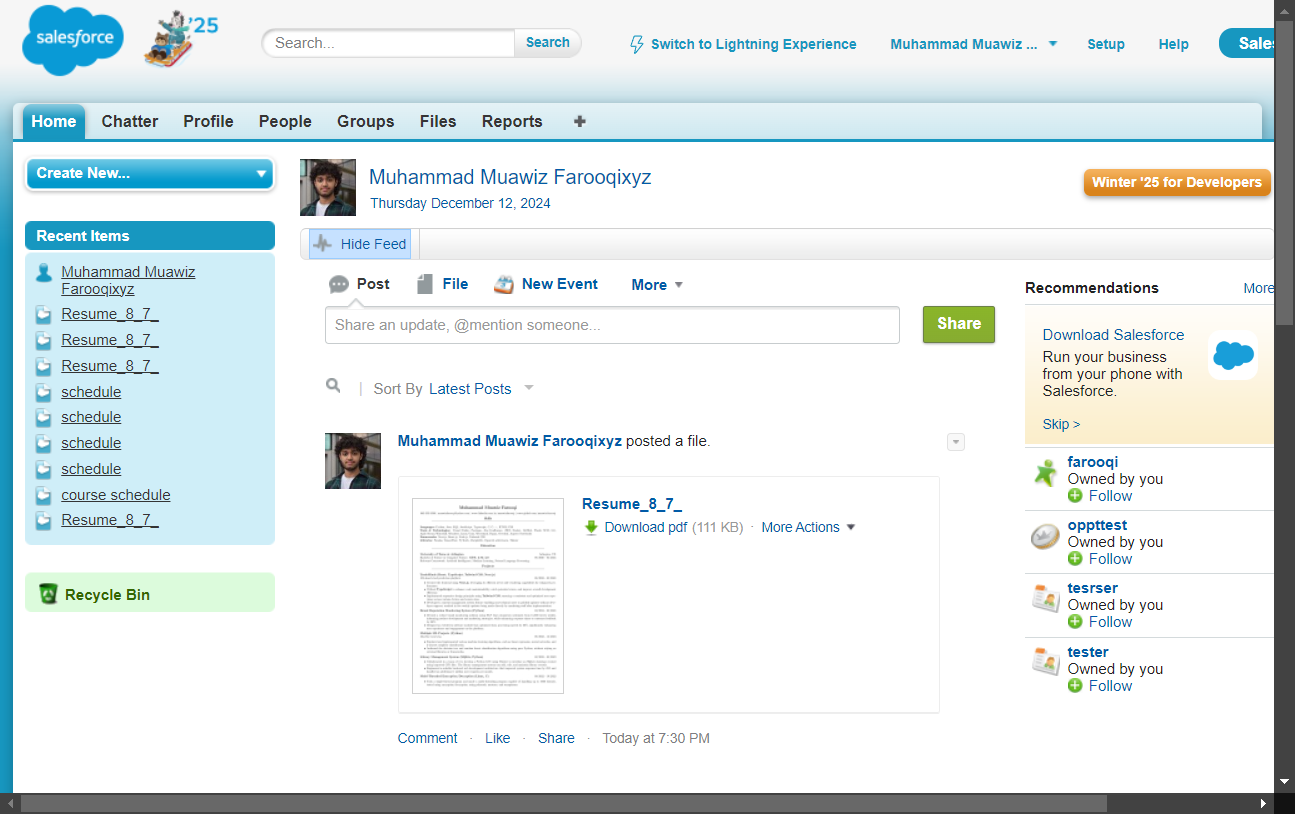 salesforce
'25
Search...
Search
Switch to Lightning Experience
Muhammad Muawiz ...
Setup
Help
Sales
Home
Chatter
Profile
People
Groups
Files
Reports
Create New...
Muhammad Muawiz Farooqixyz
Thursday December 12, 2024
Winter '25 for Developers
Recent Items
Muhammad Muawiz
Farooqixyz
Resume_8_7_
Resume_8_7_
Resume_8_7_
schedule
schedule
schedule
schedule
course schedule
Resume_8_7_
Recycle Bin
Hide Feed
Post
File
New Event
More
Share an update, @mention someone...
Share
Sort By Latest Posts
Muhammad Muawiz Farooqixyz posted a file.
Resume_8_7_
Download pdf (111 KB) · More Actions
Comment · Like · Share · Today at 7:30 PM
Recommendations
More
Download Salesforce
Run your business
from your phone with
Salesforce.
Skip >
farooqi
Owned by you
Follow
oppttest
Owned by you
Follow
tesrser
Owned by you
Follow
tester
Owned by you
Follow